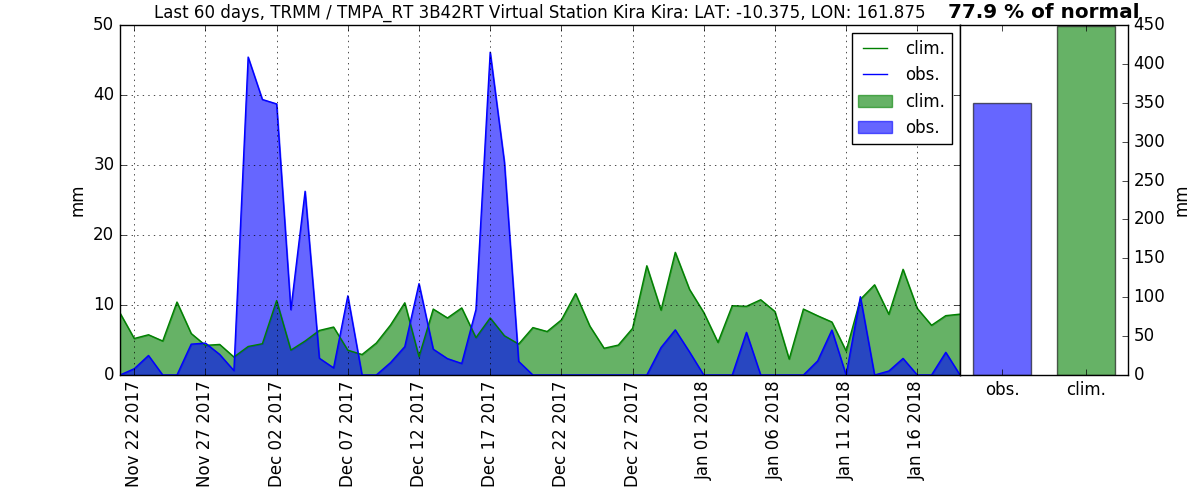 Last 60 days, TRMM / TMPA_RT 3B42RT Virtual Station Kira Kira: LAT: -10.375, LON: 161.875
77.9 % of normal
50
40
30
20
10
0
mm
clim.
obs.
clim.
obs.
Nov 22 2017
Nov 27 2017
Dec 02 2017
Dec 07 2017
Dec 12 2017
Dec 17 2017
Dec 22 2017
Dec 27 2017
Jan 01 2018
Jan 06 2018
Jan 11 2018
Jan 16 2018
450
400
350
300
250
200
150
100
50
0
mm
obs.
clim.